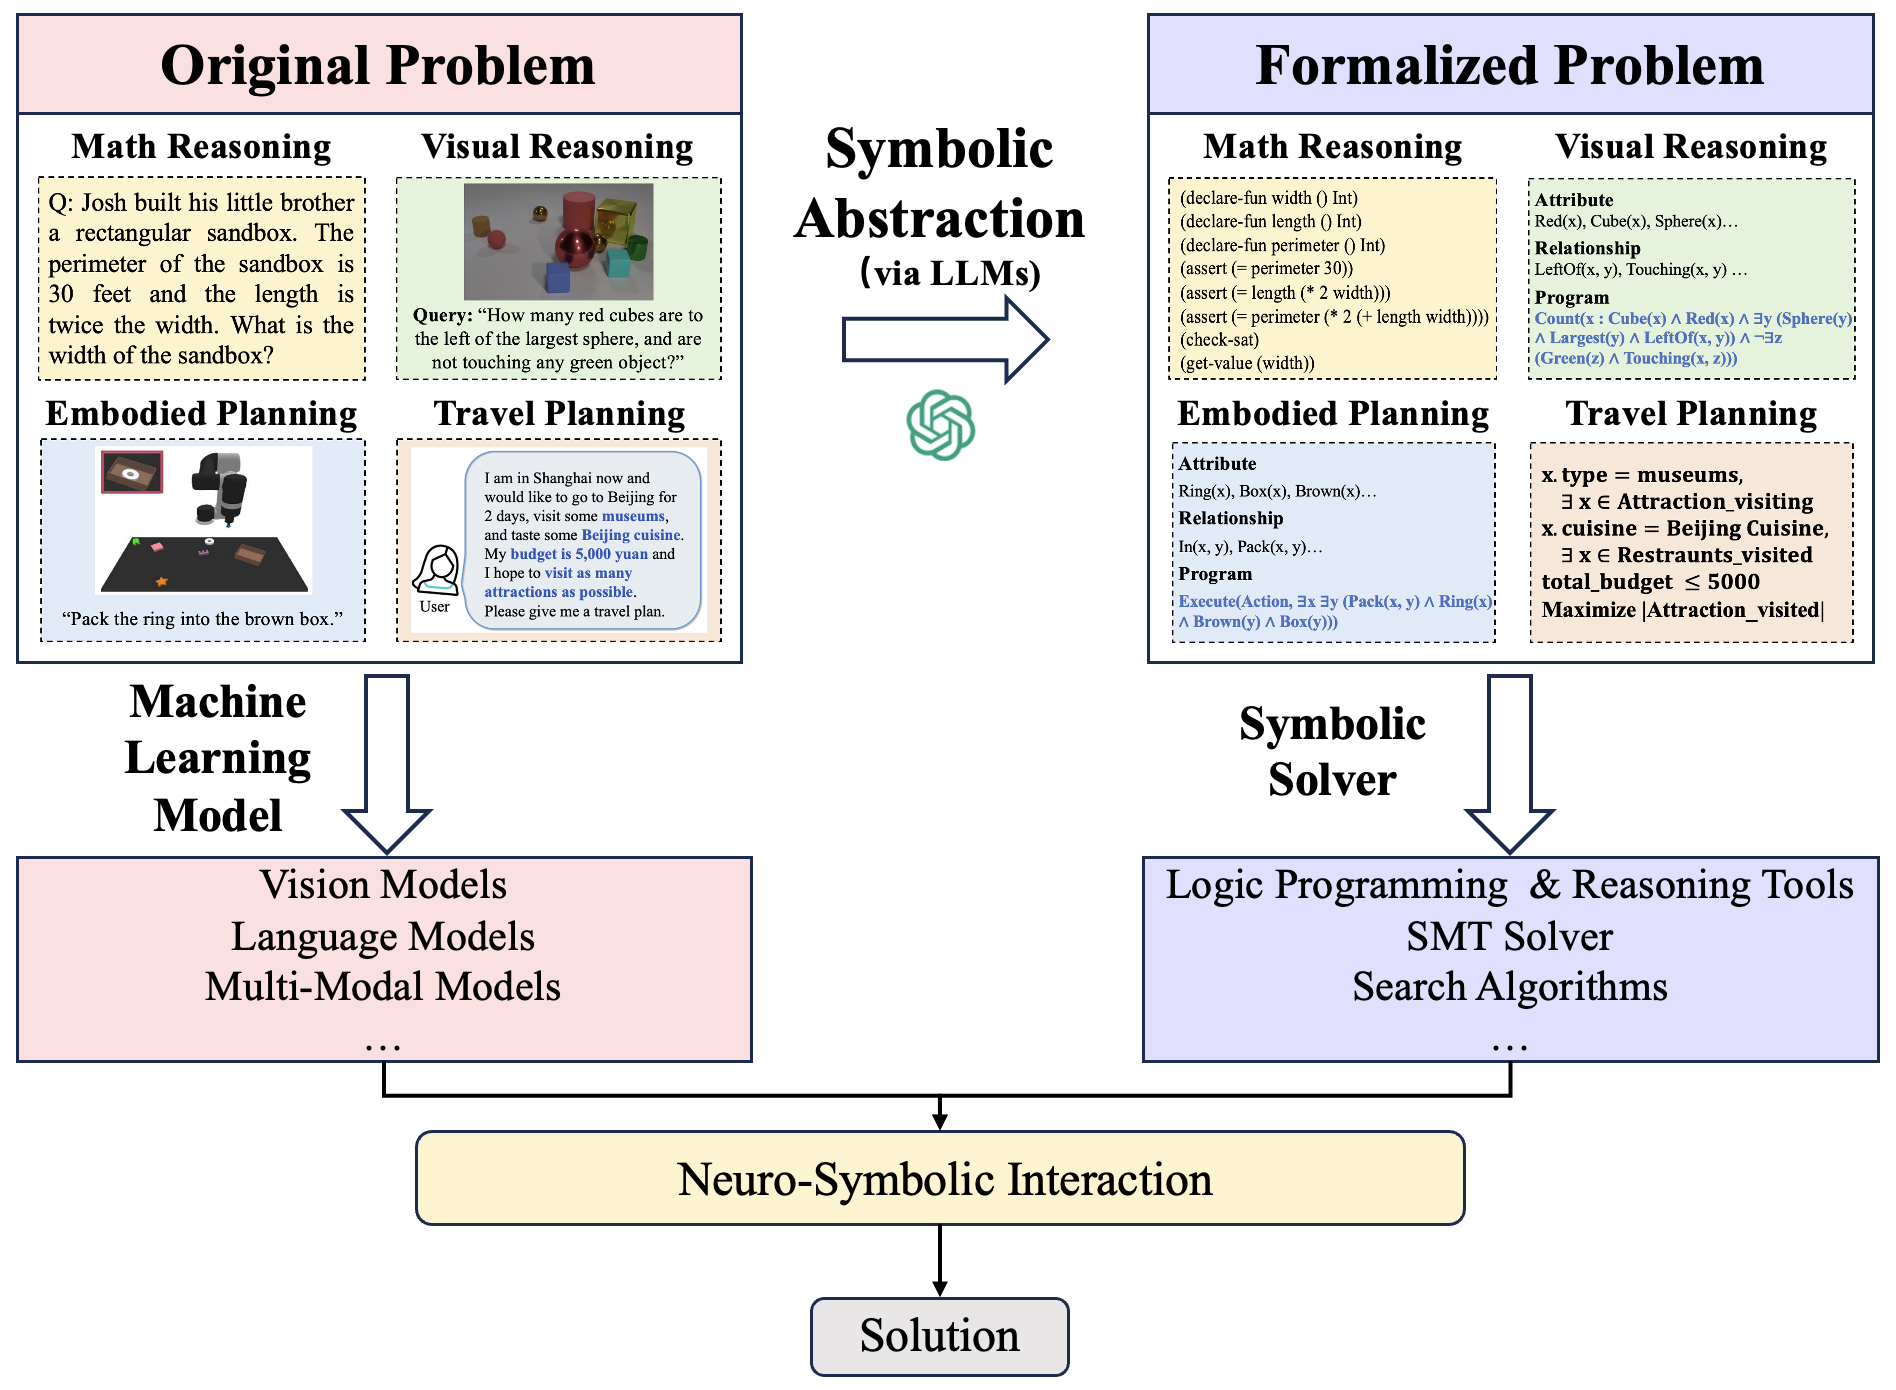 Original Problem
Math Reasoning
Q: Josh built his little brother
a rectangular sandbox. The
perimeter of the sandbox is
30 feet and the length is
twice the width. What is the
width of the sandbox?
Visual Reasoning
Query: “How many red cubes are to
the left of the largest sphere, and are
not touching any green object?”
Embodied Planning
“Pack the ring into the brown box.”
Travel Planning
I am in Shanghai now and
would like to go to Beijing for
2 days, visit some museums,
and taste some Beijing cuisine.
My budget is 5,000 yuan and
I hope to visit as many
attractions as possible.
Please give me a travel plan.
User
Symbolic
Abstraction
(via LLMs)
Formalized Problem
Math Reasoning
(declare-fun width () Int)
(declare-fun length () Int)
(declare-fun perimeter () Int)
(assert (= perimeter 30))
(assert (= length (* 2 width)))
(assert (= perimeter (* 2 (+ length width))))
(check-sat)
(get-value (width))
Visual Reasoning
Attribute
Red(x), Cube(x), Sphere(x)…
Relationship
LeftOf(x, y), Touching(x, y) …
Program
Count(x : Cube(x) ∧ Red(x) ∧ ∃y (Sphere(y)
∧ Largest(y) ∧ LeftOf(x, y)) ∧ ¬∃z
(Green(z) ∧ Touching(x, z)))
Embodied Planning
Attribute
Ring(x), Box(x), Brown(x)…
Relationship
In(x, y), Pack(x, y)…
Program
Execute(Action, ∃x ∃y (Pack(x, y) ∧ Ring(x)
∧ Brown(y) ∧ Box(y)))
Travel Planning
x. type = museums,
∃ x ∈ Attraction_visiting
x. cuisine = Beijing Cuisine,
∃ x ∈ Restraunts_visited
total_budget ≤ 5000
Maximize |Attraction_visited|
Machine
Learning
Model
Symbolic
Solver
Vision Models
Language Models
Multi-Modal Models
…
Logic Programming & Reasoning Tools
SMT Solver
Search Algorithms
…
Neuro-Symbolic Interaction
Solution